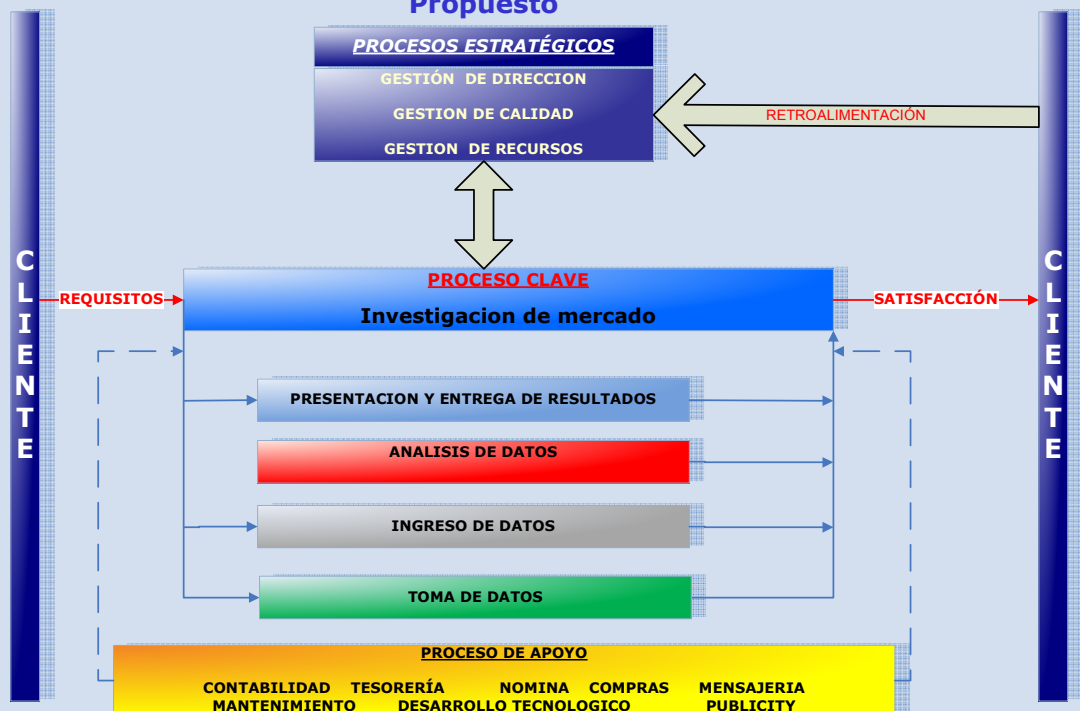 Propuesto
PROCESOS ESTRATÉGICOS
GESTIÓN DE DIRECCION
GESTION DE CALIDAD
GESTION DE RECURSOS
RETROALIMENTACIÓN
CLIENTE
REQUISITOS
PROCESO CLAVE
Investigacion de mercado
SATISFACCIÓN
CLIENTE
PRESENTACION Y ENTREGA DE RESULTADOS
ANALISIS DE DATOS
INGRESO DE DATOS
TOMA DE DATOS
PROCESO DE APOYO
CONTABILIDAD TESORERÍA NOMINA COMPRAS MENSAJERIA
MANTENIMIENTO DESARROLLO TECNOLOGICO PUBLICITY